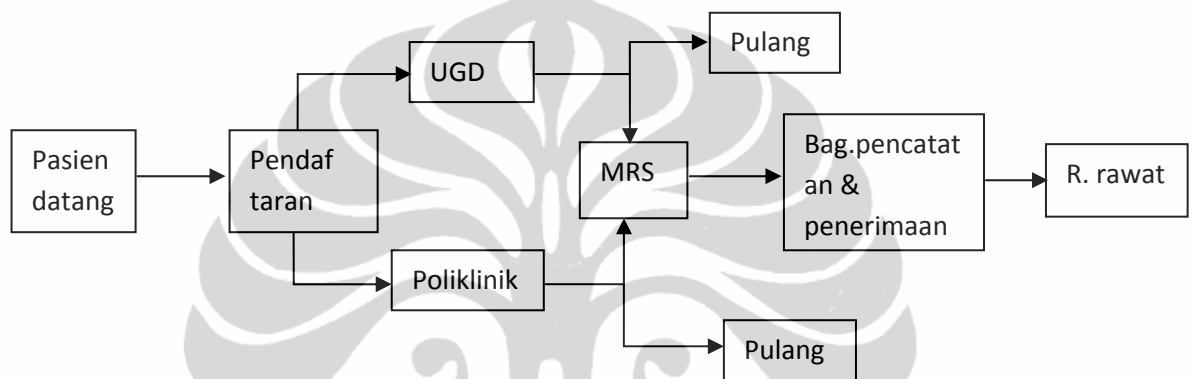 Pasien
datang
Pendaf
taran
UGD
Poliklinik
Pulang
MRS
Pulang
Bag.pencatat
an &
penerimaan
R. rawat